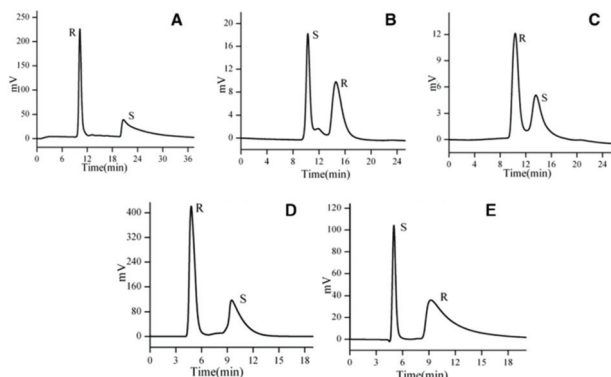 A
250
200
150
100
50
0
mV
R
S
0 6 12 18 24 30 36
Time(min)
B
20
16
12
8
4
0
mV
S
R
0 4 8 12 16 20 24
Time(min)
C
12
9
6
3
0
mV
R
S
0 4 8 12 16 20 24
Time(min)
D
400
320
240
160
80
0
mV
R
S
0 3 6 9 12 15 18
Time(min)
E
120
100
80
60
40
20
0
mV
S
R
0 3 6 9 12 15 18
Time(min)